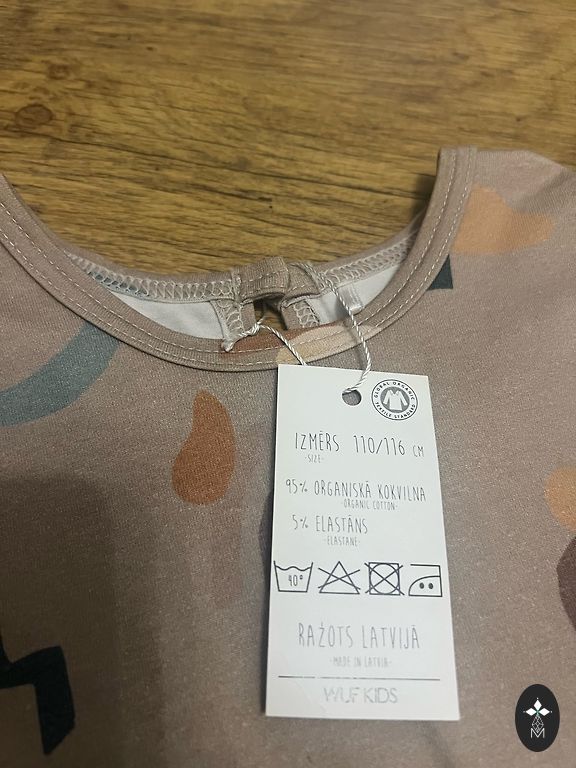 GLOBAL ORGANIC TEXTILE STANDARD
IZMĒRS 110/116 CM
-SIZE-
95% ORGANISKĀ KOKVILNA
-ORGANIC COTTON-
5% ELASTĀNS
-ELASTANE-
40°
RAŽOTS LATVIJĀ
-MADE IN LATVIA-
WUF KIDS
M